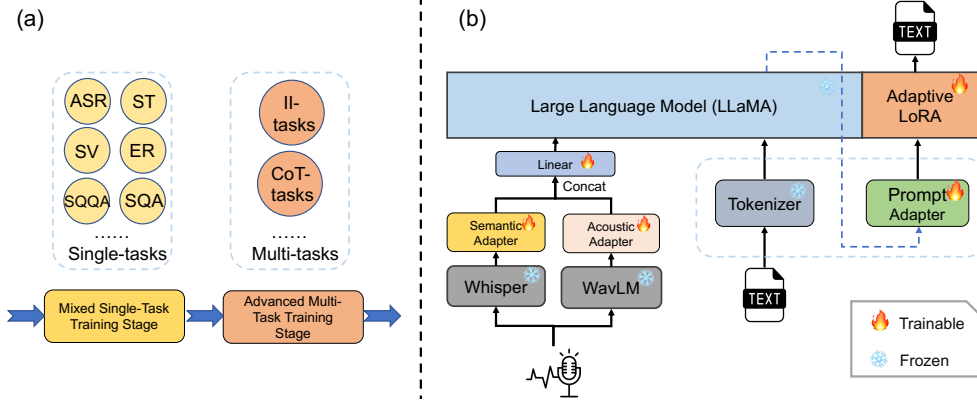 (a)
ASR
ST
SV
ER
SQQA
SQA
......
Single-tasks
II-
tasks
CoT-
tasks
......
Multi-tasks
Mixed Single-Task
Training Stage
Advanced Multi-
Task Training
Stage
(b)
TEXT
Large Language Model (LLaMA)
Adaptive
LoRA
Linear
Concat
Semantic
Adapter
Acoustic
Adapter
Tokenizer
Prompt
Adapter
Whisper
WavLM
TEXT
Trainable
Frozen